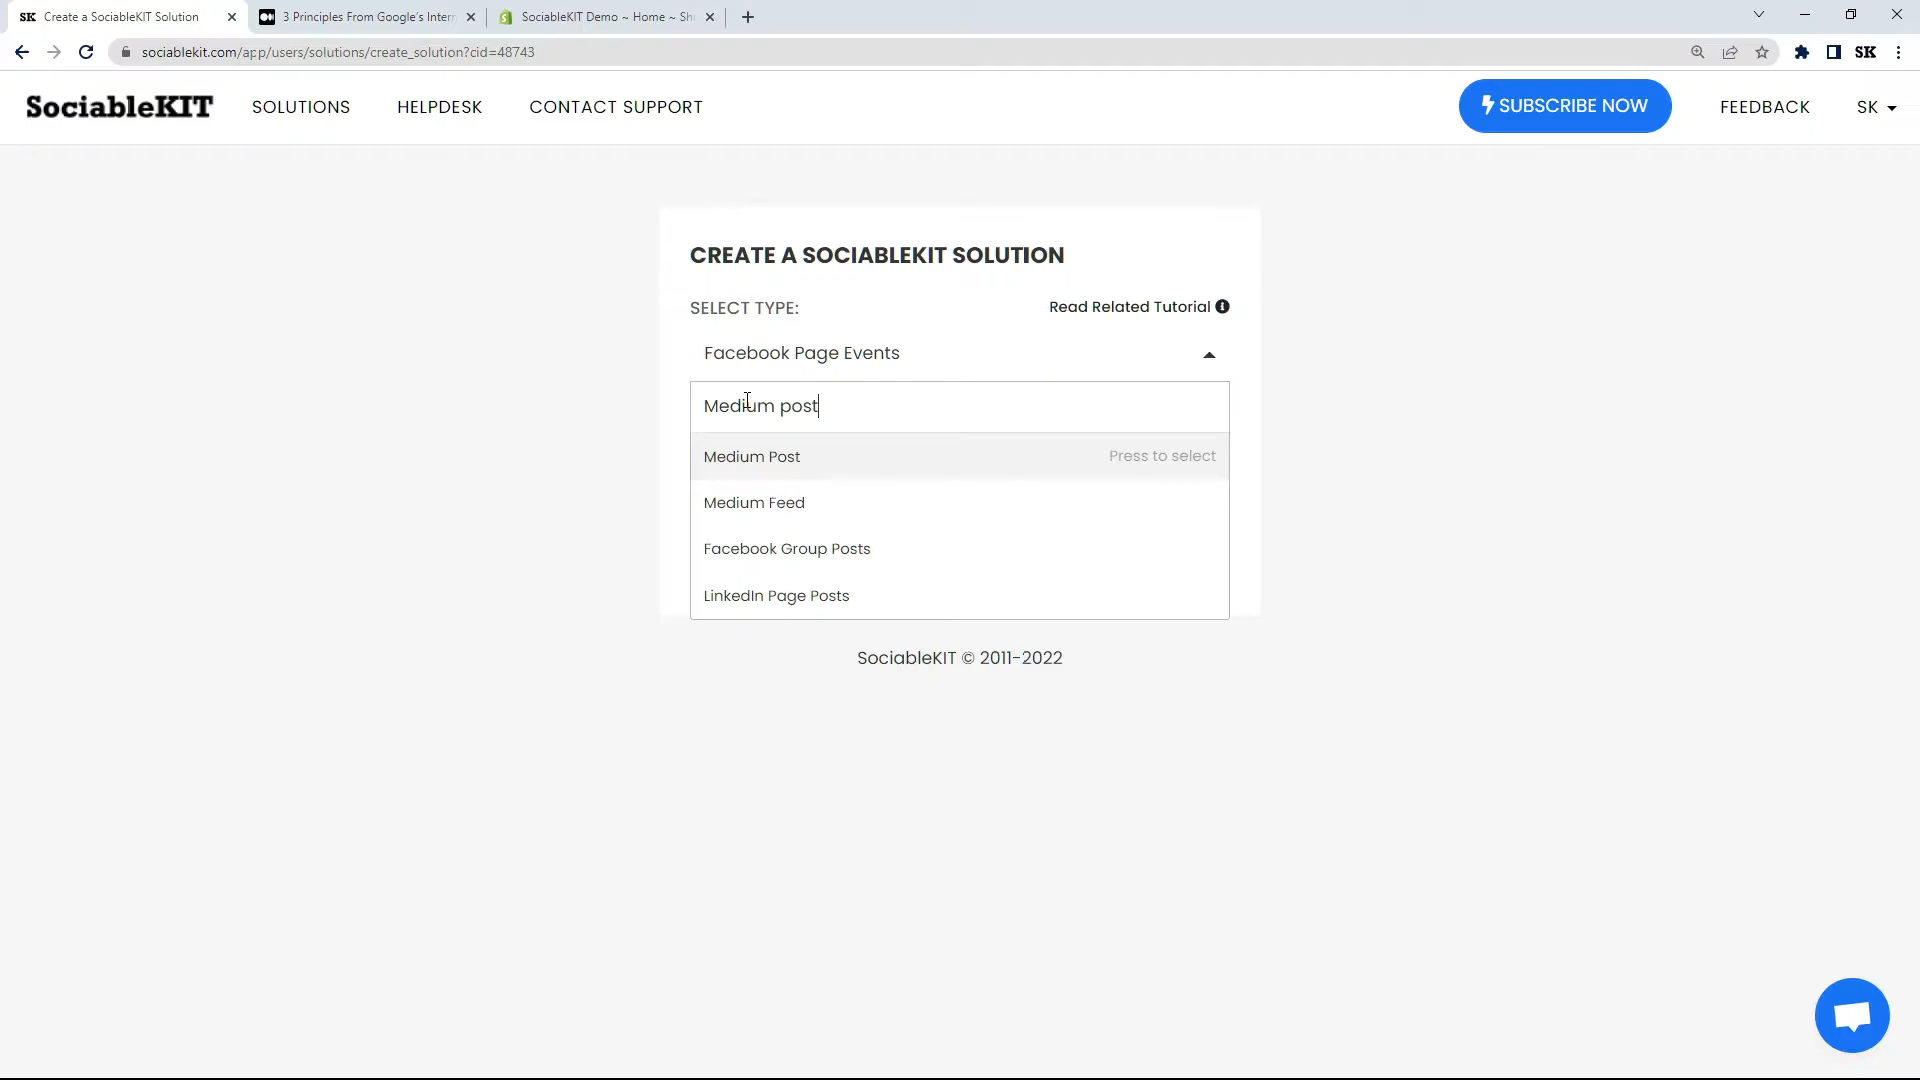 SK Create a SociableKIT Solution
3 Principles From Google's Intern
SociableKIT Demo ~ Home ~ Sh
sociablekit.com/app/users/solutions/create_solution?cid=48743
SK
SociableKIT
SOLUTIONS
HELPDESK
CONTACT SUPPORT
SUBSCRIBE NOW
FEEDBACK
SK
CREATE A SOCIABLEKIT SOLUTION
SELECT TYPE:
Read Related Tutorial
Facebook Page Events
Medium post
Medium Post
Press to select
Medium Feed
Facebook Group Posts
LinkedIn Page Posts
SociableKIT © 2011-2022